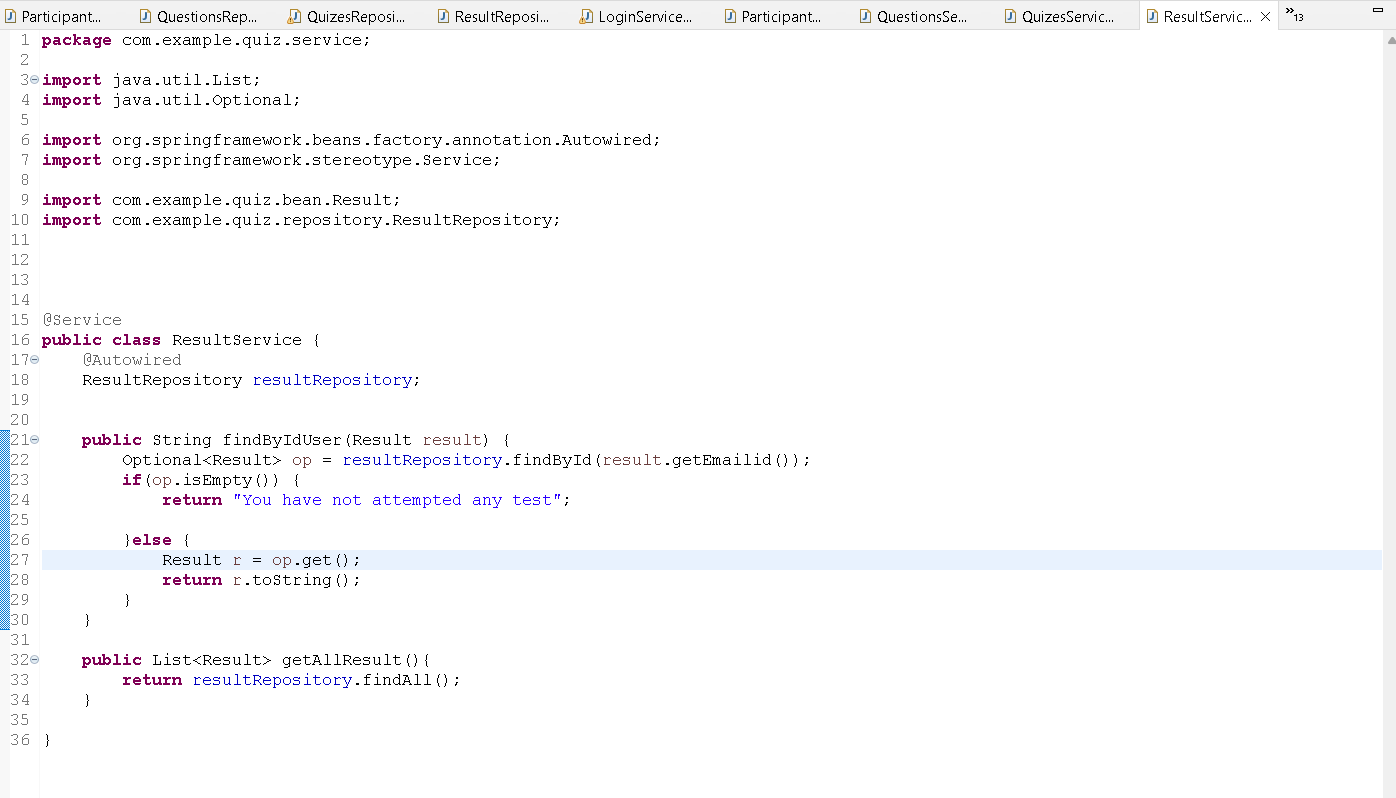 Participant... QuestionsRep... QuizesReposi... ResultReposi... LoginService... Participant... QuestionsSe... QuizesServic... ResultServic... »13
1 package com.example.quiz.service;
2
3 import java.util.List;
4 import java.util.Optional;
5
6 import org.springframework.beans.factory.annotation.Autowired;
7 import org.springframework.stereotype.Service;
8
9 import com.example.quiz.bean.Result;
10 import com.example.quiz.repository.ResultRepository;
11
12
13
14
15 @Service
16 public class ResultService {
17     @Autowired
18     ResultRepository resultRepository;
19
20
21     public String findByIdUser(Result result) {
22         Optional<Result> op = resultRepository.findById(result.getEmailid());
23         if(op.isEmpty()) {
24             return "You have not attempted any test";
25
26         }else {
27             Result r = op.get();
28             return r.toString();
29         }
30     }
31
32     public List<Result> getAllResult(){
33         return resultRepository.findAll();
34     }
35
36 }